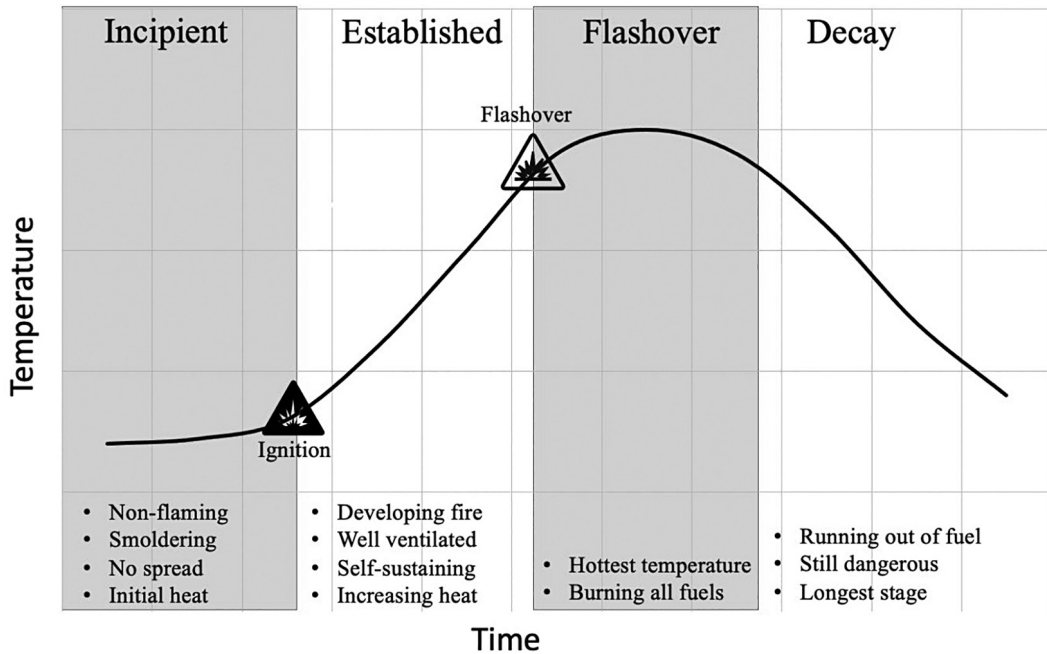 Incipient
Established
Flashover
Decay
Flashover
Ignition
Temperature
• Non-flaming
• Smoldering
• No spread
• Initial heat
• Developing fire
• Well ventilated
• Self-sustaining
• Increasing heat
• Hottest temperature
• Burning all fuels
• Running out of fuel
• Still dangerous
• Longest stage
Time